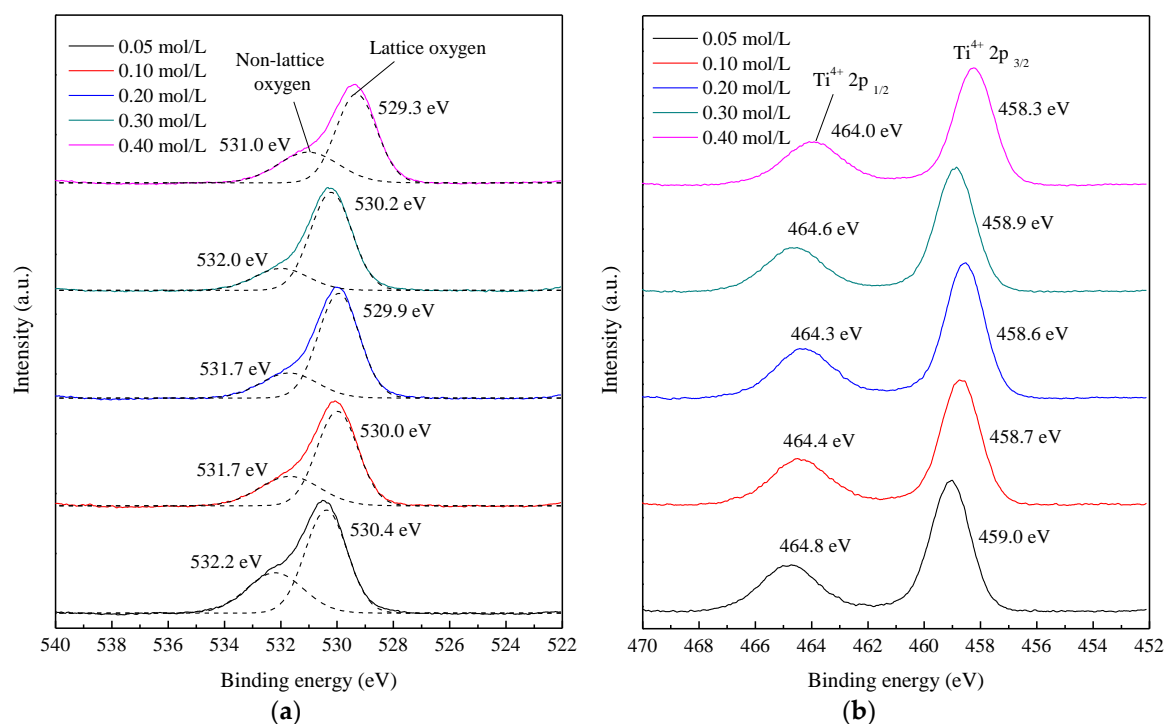 0.05 mol/L
0.10 mol/L
0.20 mol/L
0.30 mol/L
0.40 mol/L
Non-lattice
oxygen
Lattice oxygen
529.3 eV
531.0 eV
530.2 eV
532.0 eV
529.9 eV
531.7 eV
530.0 eV
531.7 eV
530.4 eV
532.2 eV
Intensity (a.u.)
540 538 536 534 532 530 528 526 524 522
Binding energy (eV)
(a)
0.05 mol/L
0.10 mol/L
0.20 mol/L
0.30 mol/L
0.40 mol/L
Ti⁴⁺ 2p ₃/₂
Ti⁴⁺ 2p ₁/₂
458.3 eV
464.0 eV
458.9 eV
464.6 eV
458.6 eV
464.3 eV
458.7 eV
464.4 eV
459.0 eV
464.8 eV
Intensity (a.u.)
470 468 466 464 462 460 458 456 454 452
Binding energy (eV)
(b)